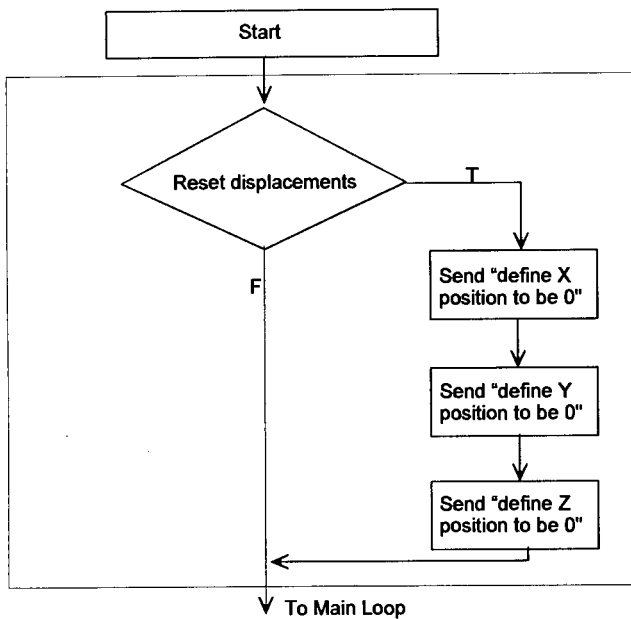 Start
Reset displacements
T
F
Send "define X
position to be 0"
Send "define Y
position to be 0"
Send "define Z
position to be 0"
To Main Loop